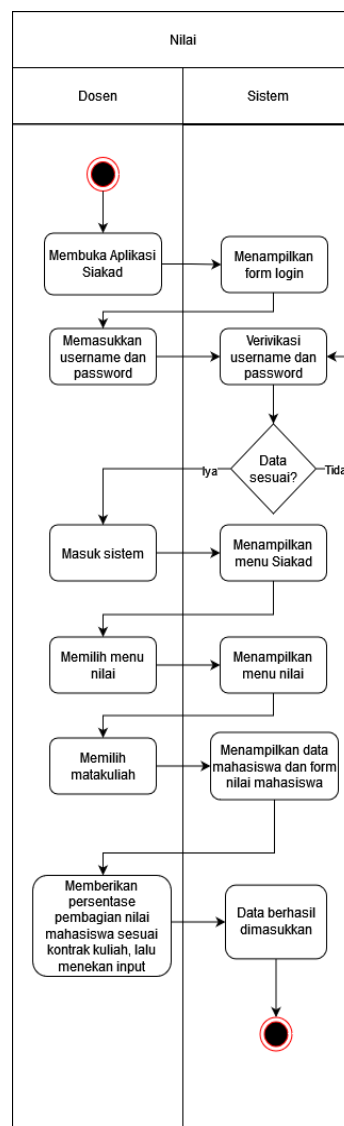 Nilai
Dosen
Sistem
Membuka Aplikasi
Siakad
Menampilkan
form login
Memasukkan
username dan
password
Verivikasi
username dan
password
Data
sesuai?
Iya
Tida
Masuk sistem
Menampilkan
menu Siakad
Memilih menu
nilai
Menampilkan
menu nilai
Memilih
matakuliah
Menampilkan data
mahasiswa dan form
nilai mahasiswa
Memberikan
persentase
pembagian nilai
mahasiswa sesuai
kontrak kuliah, lalu
menekan input
Data berhasil
dimasukkan